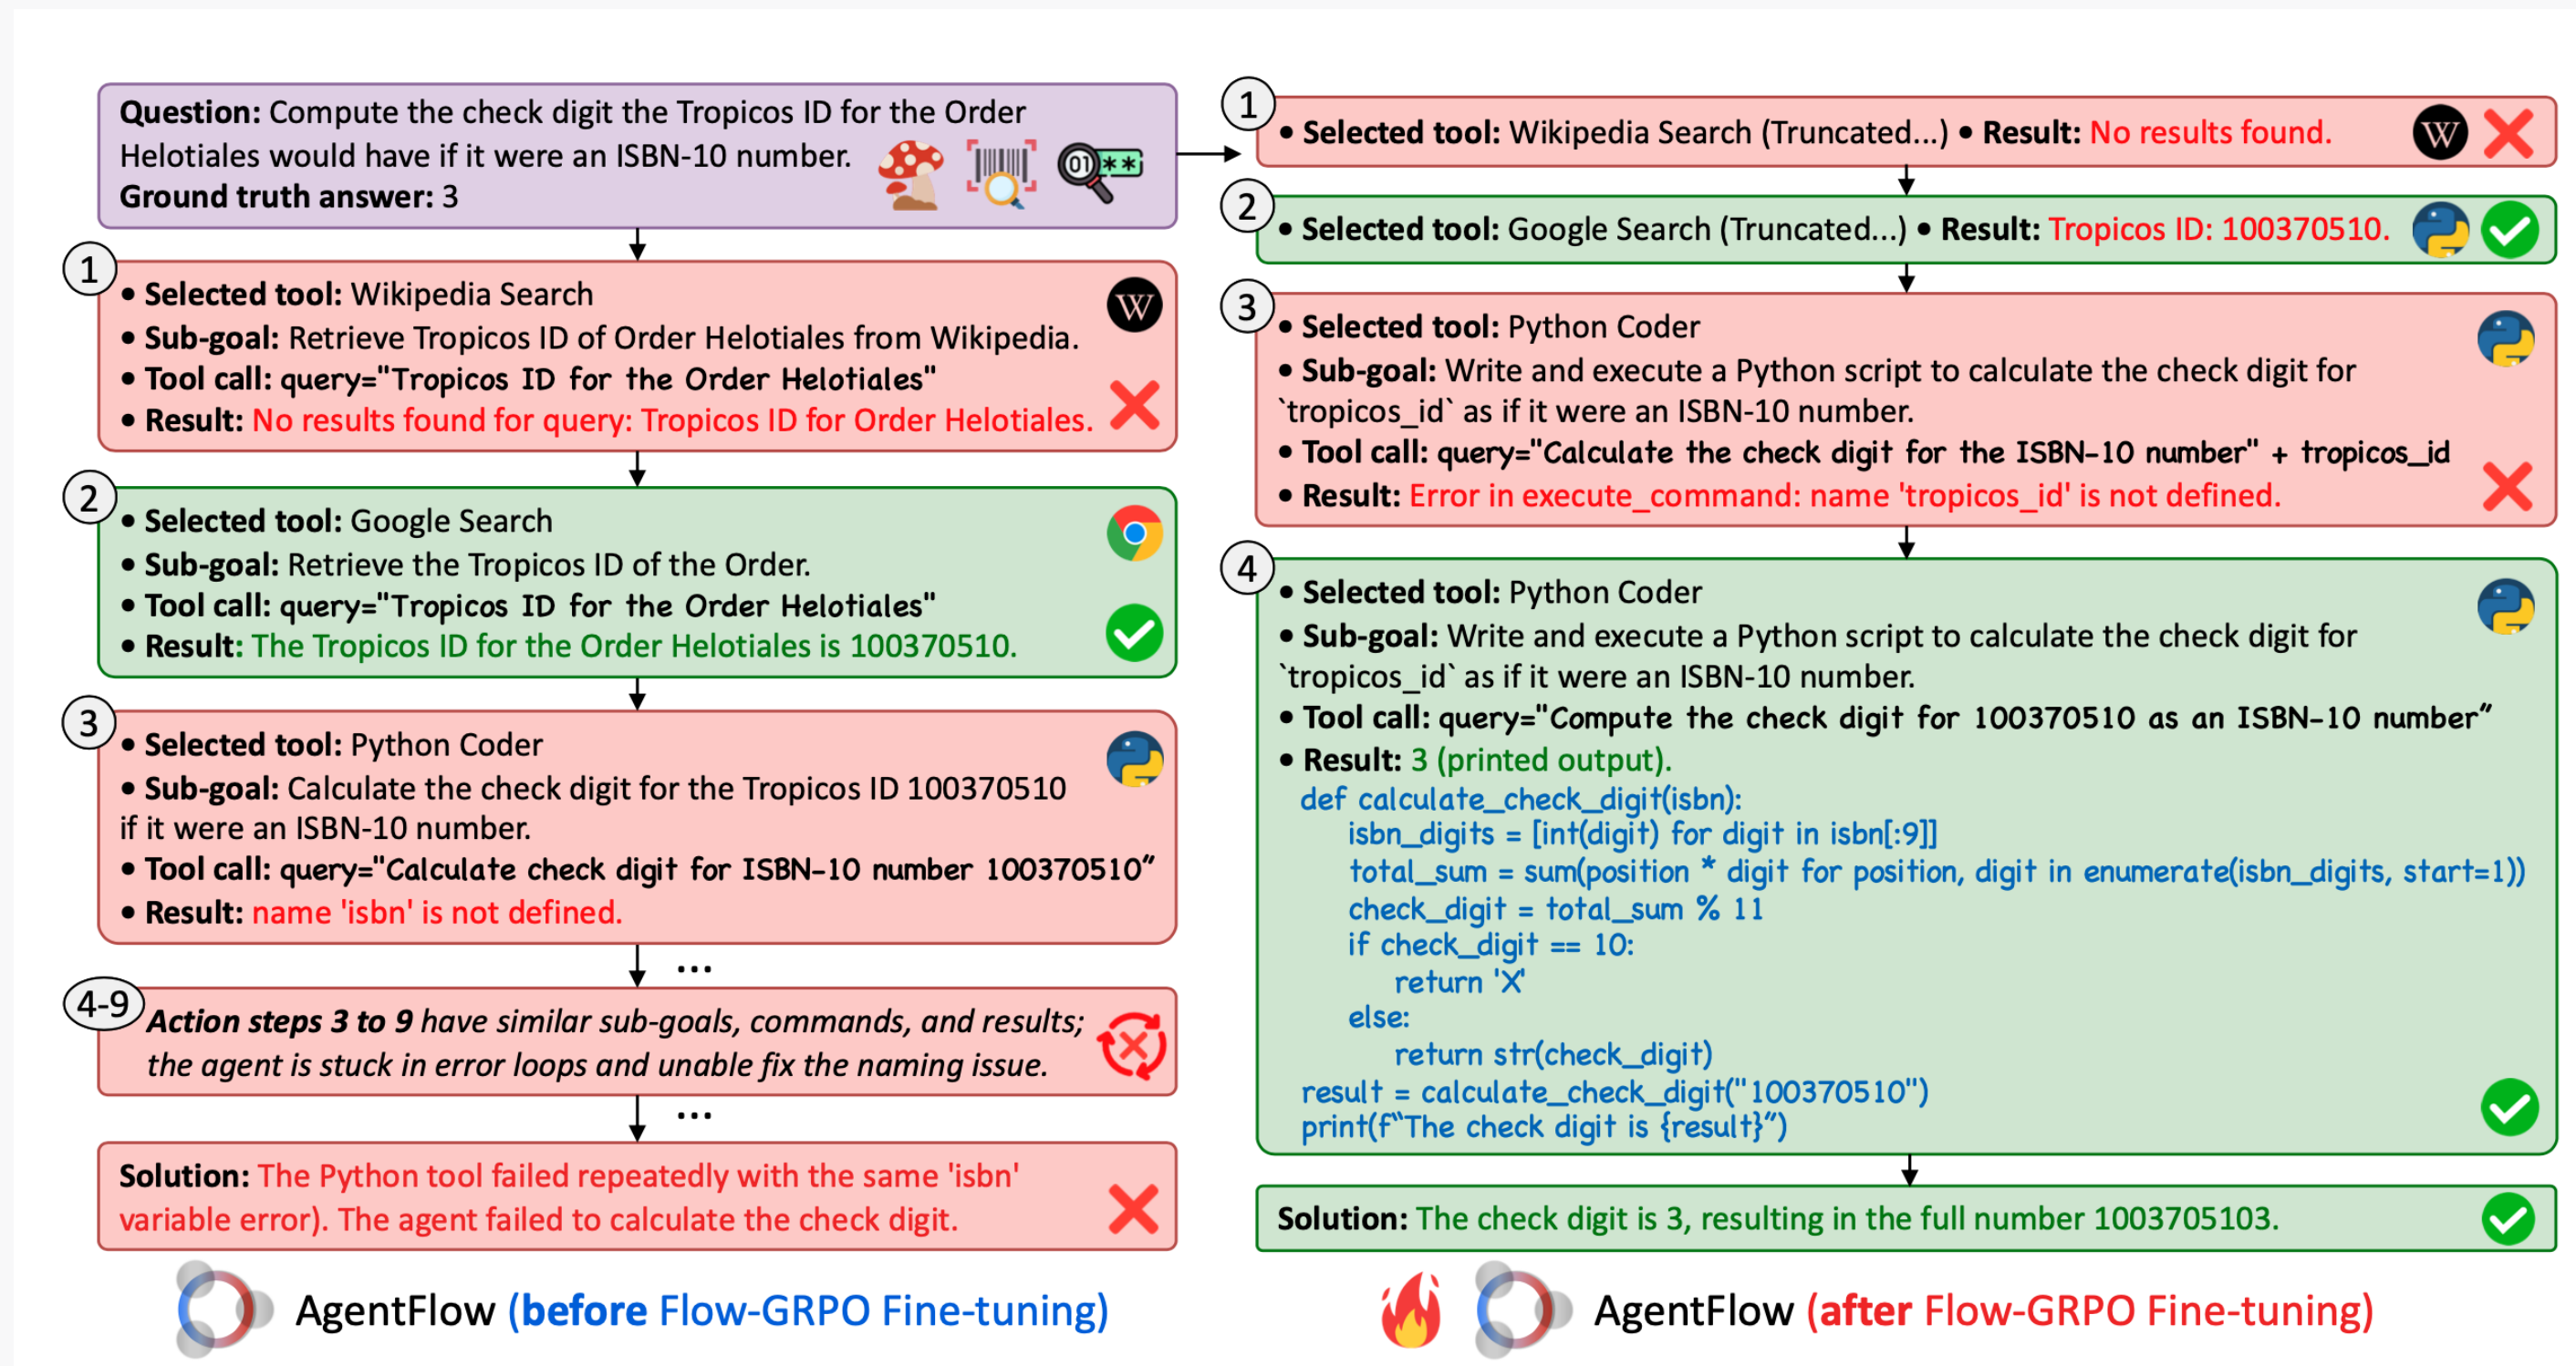 Question: Compute the check digit the Tropicos ID for the Order
Helotiales would have if it were an ISBN-10 number.
Ground truth answer: 3
01 **
1
• Selected tool: Wikipedia Search
• Sub-goal: Retrieve Tropicos ID of Order Helotiales from Wikipedia.
• Tool call: query="Tropicos ID for the Order Helotiales"
• Result: No results found for query: Tropicos ID for Order Helotiales.
W
2
• Selected tool: Google Search
• Sub-goal: Retrieve the Tropicos ID of the Order.
• Tool call: query="Tropicos ID for the Order Helotiales"
• Result: The Tropicos ID for the Order Helotiales is 100370510.
3
• Selected tool: Python Coder
• Sub-goal: Calculate the check digit for the Tropicos ID 100370510
if it were an ISBN-10 number.
• Tool call: query="Calculate check digit for ISBN-10 number 100370510”
• Result: name 'isbn' is not defined.
...
4-9
Action steps 3 to 9 have similar sub-goals, commands, and results;
the agent is stuck in error loops and unable fix the naming issue.
...
Solution: The Python tool failed repeatedly with the same 'isbn'
variable error). The agent failed to calculate the check digit.
AgentFlow (before Flow-GRPO Fine-tuning)
1
• Selected tool: Wikipedia Search (Truncated...) • Result: No results found.
W
2
• Selected tool: Google Search (Truncated...) • Result: Tropicos ID: 100370510.
3
• Selected tool: Python Coder
• Sub-goal: Write and execute a Python script to calculate the check digit for
`tropicos_id` as if it were an ISBN-10 number.
• Tool call: query="Calculate the check digit for the ISBN-10 number" + tropicos_id
• Result: Error in execute_command: name 'tropicos_id' is not defined.
4
• Selected tool: Python Coder
• Sub-goal: Write and execute a Python script to calculate the check digit for
`tropicos_id` as if it were an ISBN-10 number.
• Tool call: query="Compute the check digit for 100370510 as an ISBN-10 number”
• Result: 3 (printed output).
def calculate_check_digit(isbn):
isbn_digits = [int(digit) for digit in isbn[:9]]
total_sum = sum(position * digit for position, digit in enumerate(isbn_digits, start=1))
check_digit = total_sum % 11
if check_digit == 10:
return 'X'
else:
return str(check_digit)
result = calculate_check_digit("100370510")
print(f“The check digit is {result}”)
Solution: The check digit is 3, resulting in the full number 1003705103.
AgentFlow (after Flow-GRPO Fine-tuning)